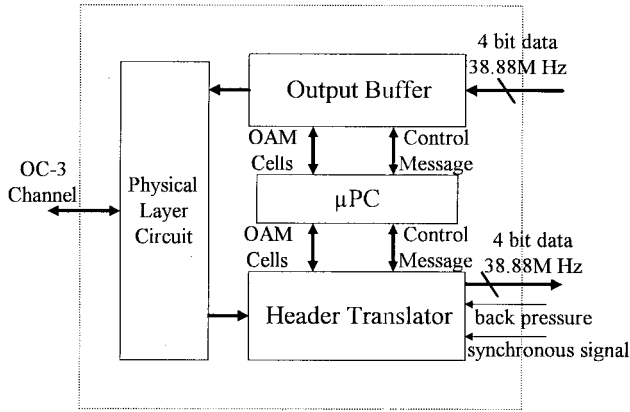 4 bit data
38.88M Hz
Output Buffer
OAM
Cells
Control
Message
OC-3
Channel
Physical
Layer
Circuit
μPC
OAM
Cells
Control
Message
4 bit data
38.88M Hz
Header Translator
back pressure
synchronous signal